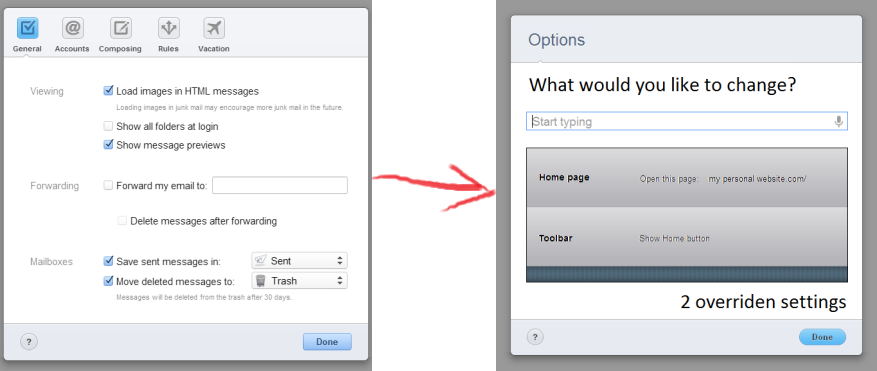 General Accounts Composing Rules Vacation
Viewing
Load images in HTML messages
Loading images in junk mail may encourage more junk mail in the future.
Show all folders at login
Show message previews
Forwarding
Forward my email to:
Delete messages after forwarding
Mailboxes
Save sent messages in: Sent
Move deleted messages to: Trash
Messages will be deleted from the trash after 30 days.
? Done
Options
What would you like to change?
Start typing
Home page Open this page: my personal website.com/
Toolbar Show Home button
2 overriden settings
? Done